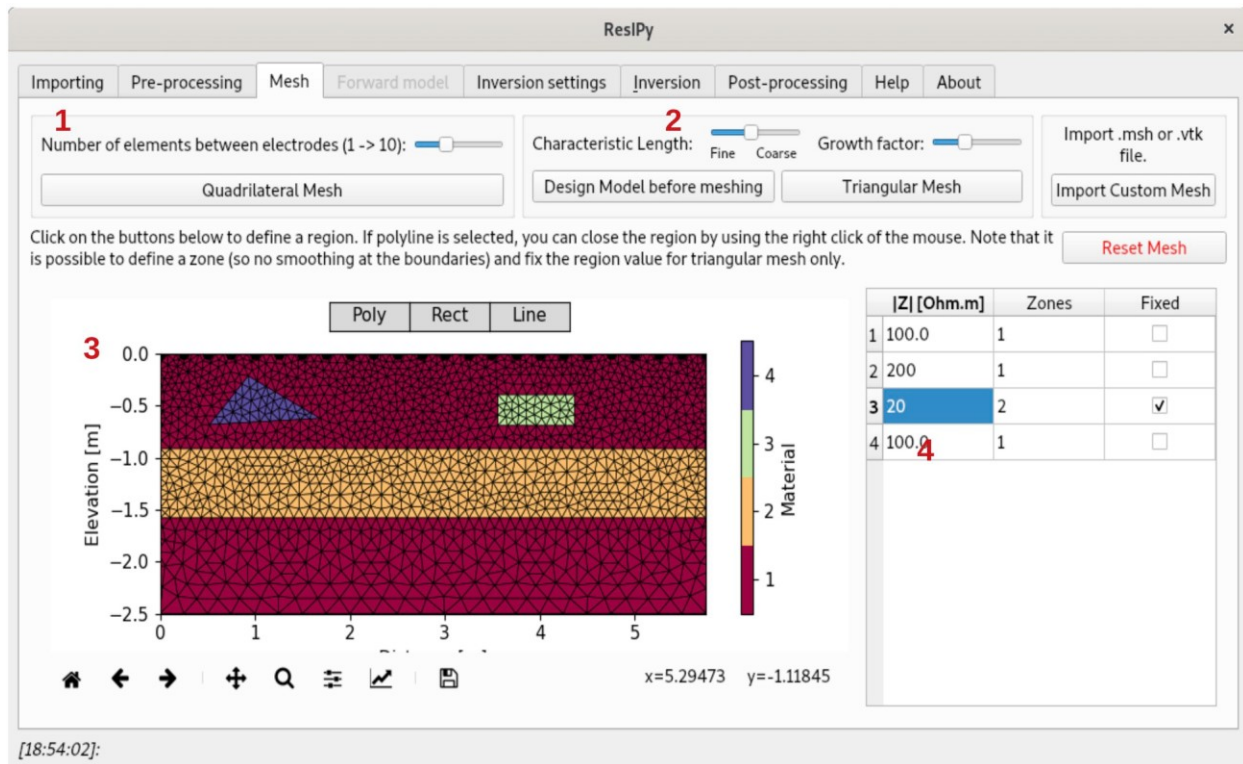 ResIPy ×
Importing Pre-processing Mesh Forward model Inversion settings Inversion Post-processing Help About
1
Number of elements between electrodes (1 -> 10):
Quadrilateral Mesh
2
Characteristic Length: Fine Coarse Growth factor:
Design Model before meshing Triangular Mesh
Import .msh or .vtk
file.
Import Custom Mesh
Click on the buttons below to define a region. If polyline is selected, you can close the region by using the right click of the mouse. Note that it
is possible to define a zone (so no smoothing at the boundaries) and fix the region value for triangular mesh only.
Reset Mesh
Poly Rect Line
3
Elevation [m]
0.0
−0.5
−1.0
−1.5
−2.0
−2.5
0 1 2 3 4 5
4
3
2
1
Material
|Z| [Ohm.m] Zones Fixed
1 100.0 1
2 200 1
3 20 2
4 100.0 1
4
x=5.29473 y=-1.11845
[18:54:02]: